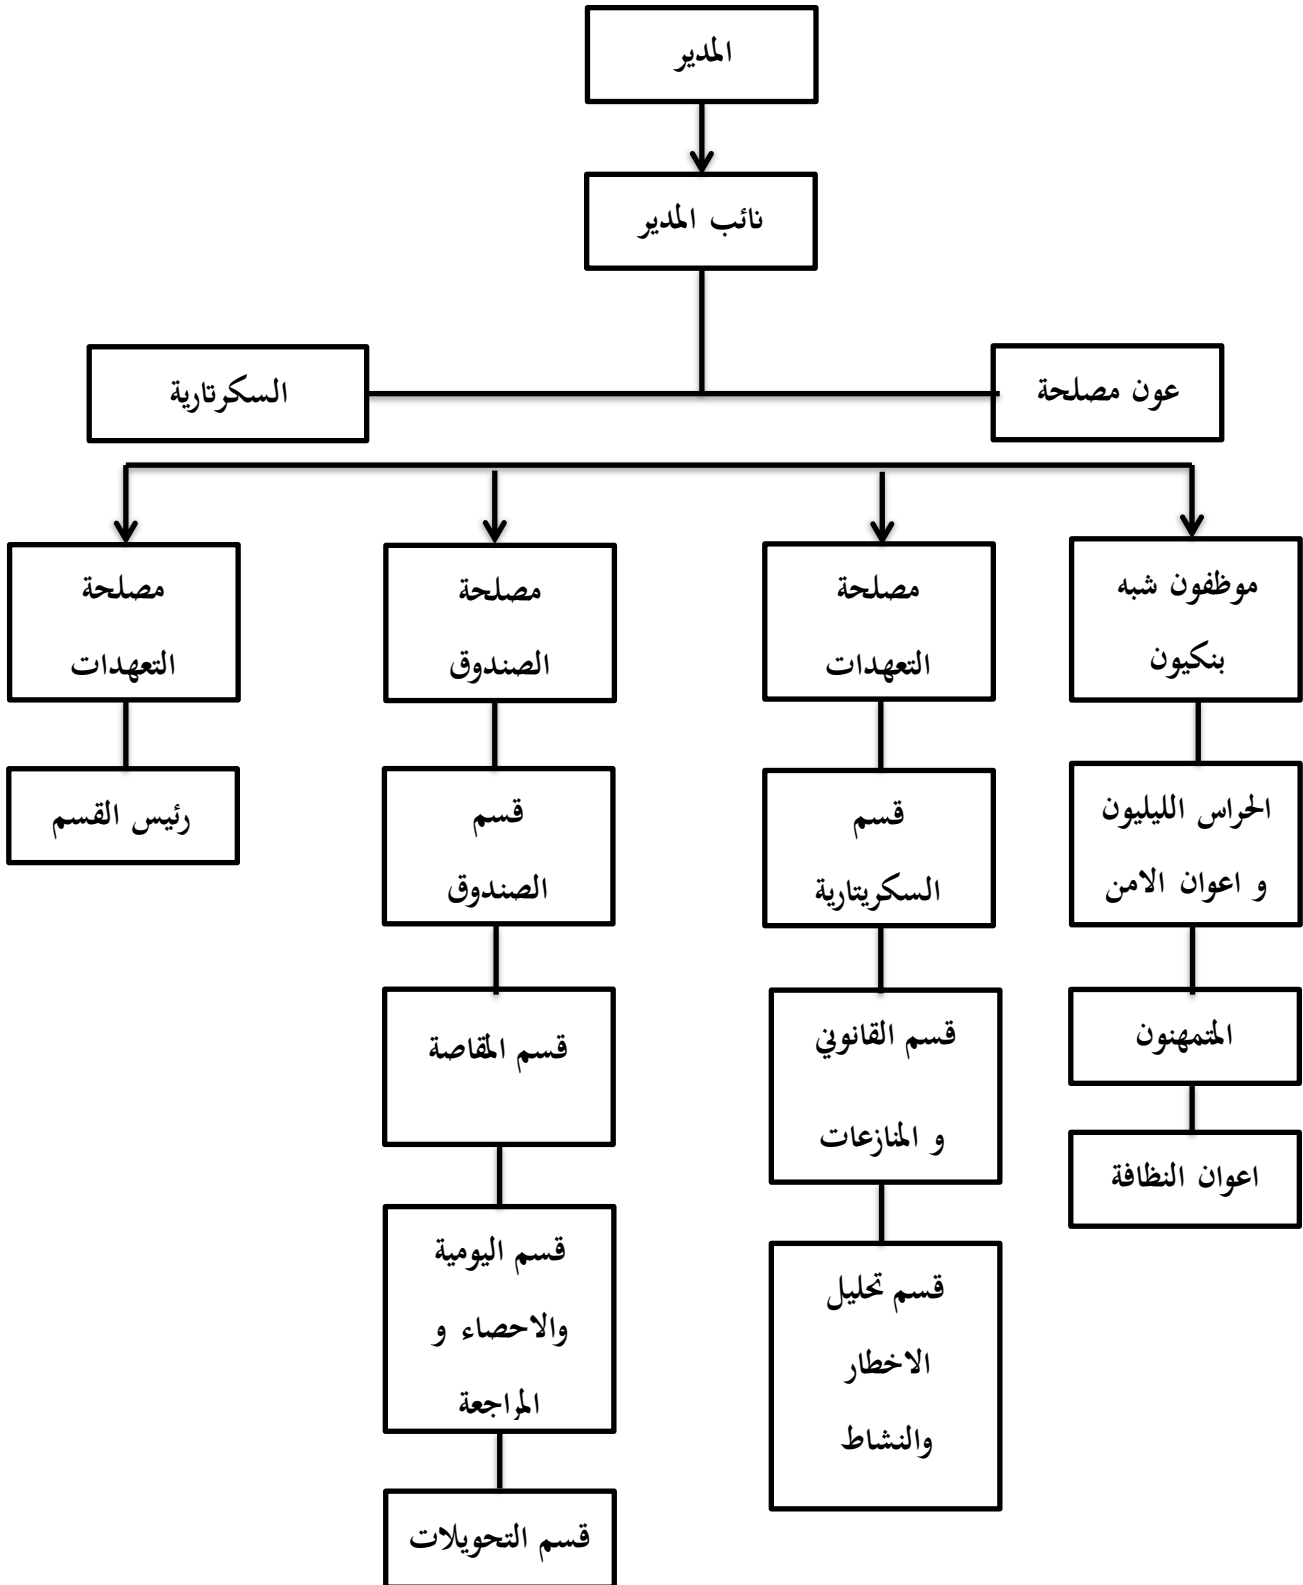 المدير
نائب المدير
عون مصلحة
السكرتارية
موظفون شبه
بنكيون
الحراس الليليون
و اعوان الامن
المتمهنون
اعوان النظافة
مصلحة
التعهدات
قسم
السكريتارية
قسم القانوني
و المنازعات
قسم تحليل
الاخطار
والنشاط
مصلحة
الصندوق
قسم
الصندوق
قسم المقاصة
قسم اليومية
والاحصاء و
المراجعة
قسم التحويلات
مصلحة
التعهدات
رئيس القسم